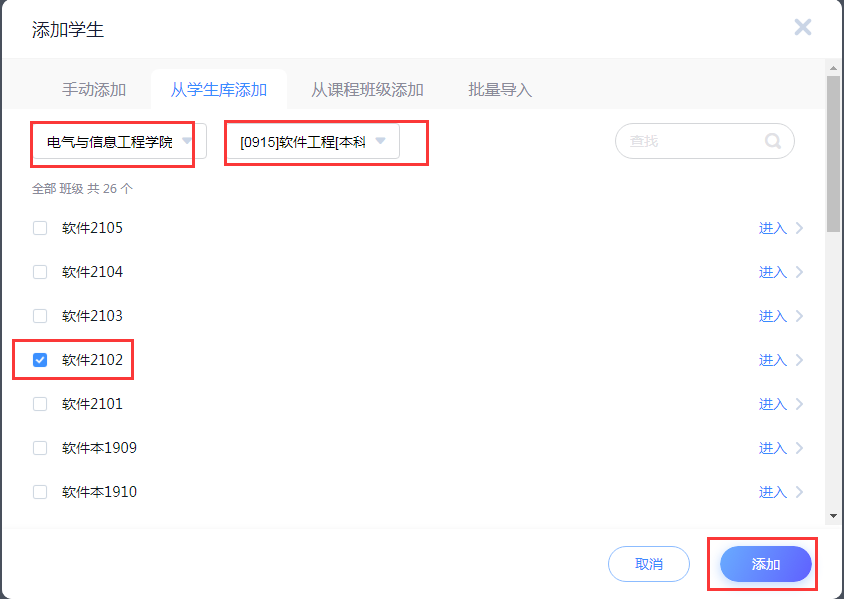 添加学生
手动添加 从学生库添加 从课程班级添加 批量导入
电气与信息工程学院 [0915]软件工程[本科 查找
全部 班级 共 26 个
软件2105 进入
软件2104 进入
软件2103 进入
软件2102 进入
软件2101 进入
软件本1909 进入
软件本1910 进入
取消 添加